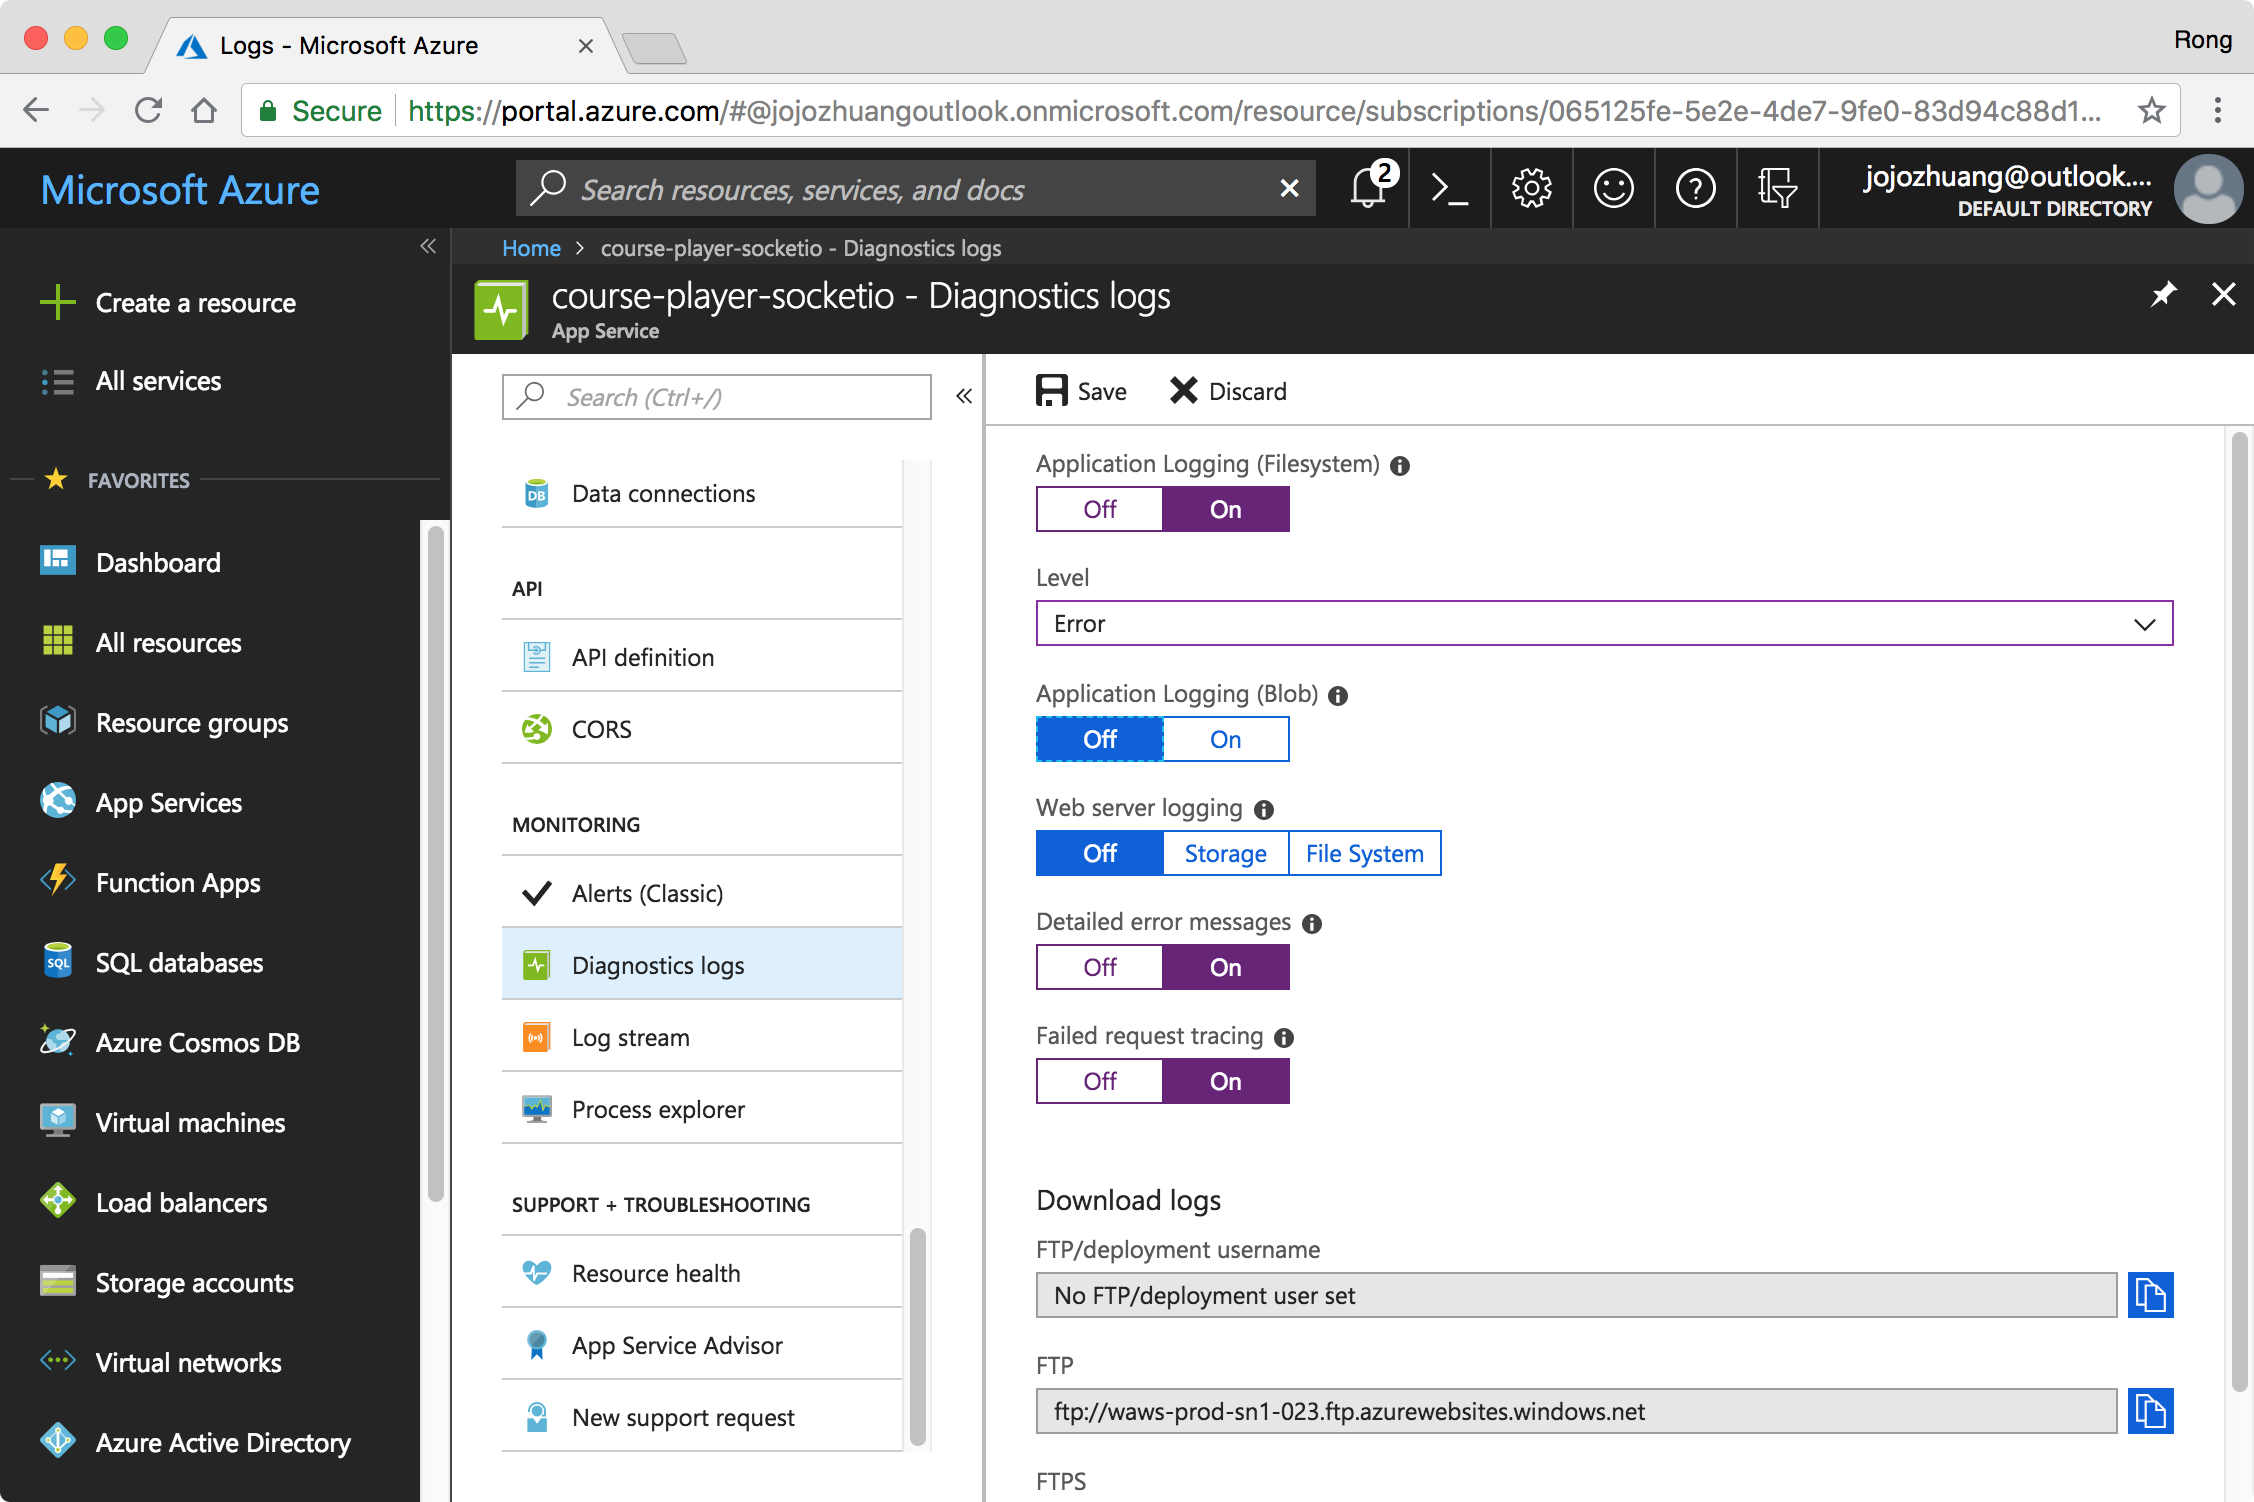 Logs - Microsoft Azure
Rong
Secure
https://portal.azure.com/#@jojozhuangoutlook.onmicrosoft.com/resource/subscriptions/065125fe-5e2e-4de7-9fe0-83d94c88d1...
Microsoft Azure
Search resources, services, and docs
2
jojozhuang@outlook....
DEFAULT DIRECTORY
Create a resource
All services
FAVORITES
Dashboard
All resources
Resource groups
App Services
Function Apps
SQL
SQL databases
Azure Cosmos DB
Virtual machines
Load balancers
Storage accounts
Virtual networks
Azure Active Directory
Home > course-player-socketio - Diagnostics logs
course-player-socketio - Diagnostics logs
App Service
Search (Ctrl+/)
DB
Data connections
API
API definition
CORS
MONITORING
Alerts (Classic)
Diagnostics logs
Log stream
Process explorer
SUPPORT + TROUBLESHOOTING
Resource health
App Service Advisor
New support request
Save
Discard
Application Logging (Filesystem)
Off On
Level
Error
Application Logging (Blob)
Off On
Web server logging
Off Storage File System
Detailed error messages
Off On
Failed request tracing
Off On
Download logs
FTP/deployment username
No FTP/deployment user set
FTP
ftp://waws-prod-sn1-023.ftp.azurewebsites.windows.net
FTPS